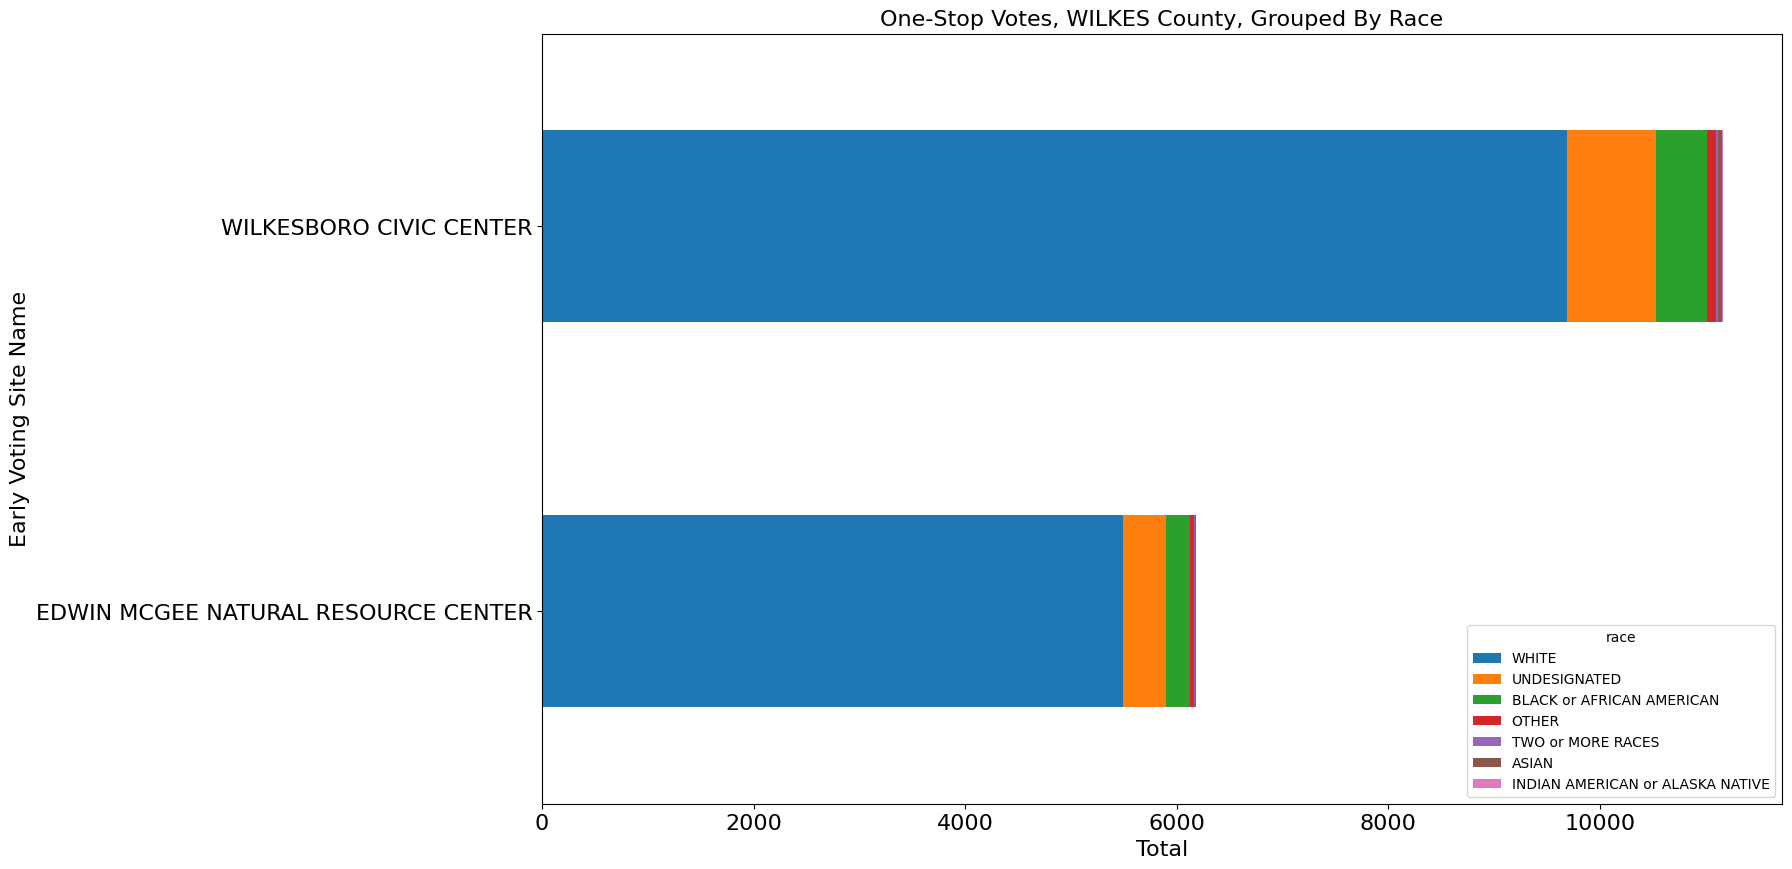 One-Stop Votes, WILKES County, Grouped By Race
Early Voting Site Name
WILKESBORO CIVIC CENTER
EDWIN MCGEE NATURAL RESOURCE CENTER
race
WHITE
UNDESIGNATED
BLACK or AFRICAN AMERICAN
OTHER
TWO or MORE RACES
ASIAN
INDIAN AMERICAN or ALASKA NATIVE
0 2000 4000 6000 8000 10000
Total